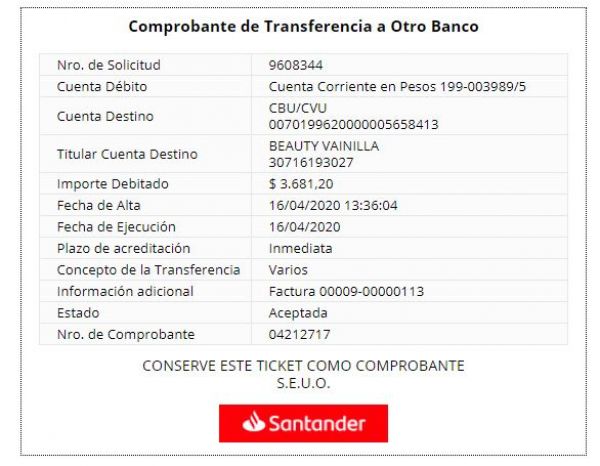 Comprobante de Transferencia a Otro Banco
Nro. de Solicitud 9608344
Cuenta Débito Cuenta Corriente en Pesos 199-003989/5
Cuenta Destino CBU/CVU
0070199620000005658413
Titular Cuenta Destino BEAUTY VAINILLA
30716193027
Importe Debitado $ 3.681,20
Fecha de Alta 16/04/2020 13:36:04
Fecha de Ejecución 16/04/2020
Plazo de acreditación Inmediata
Concepto de la Transferencia Varios
Información adicional Factura 00009-00000113
Estado Aceptada
Nro. de Comprobante 04212717
CONSERVE ESTE TICKET COMO COMPROBANTE
S.E.U.O.
Santander